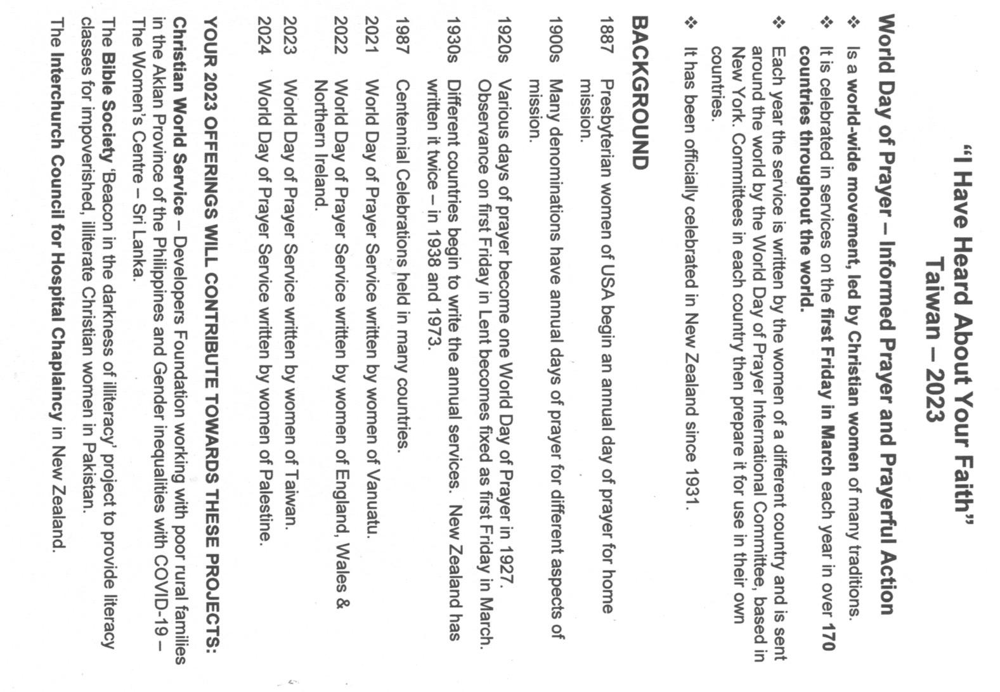 “I Have Heard About Your Faith”
Taiwan – 2023
World Day of Prayer – Informed Prayer and Prayerful Action
❖ Is a world-wide movement, led by Christian women of many traditions.
❖ It is celebrated in services on the first Friday in March each year in over 170
countries throughout the world.
❖ Each year the service is written by the women of a different country and is sent
around the world by the World Day of Prayer International Committee, based in
New York. Committees in each country then prepare it for use in their own
countries.
❖ It has been officially celebrated in New Zealand since 1931.
BACKGROUND
1887 Presbyterian women of USA begin an annual day of prayer for home
mission.
1900s Many denominations have annual days of prayer for different aspects of
mission.
1920s Various days of prayer become one World Day of Prayer in 1927.
Observance on first Friday in Lent becomes fixed as first Friday in March.
1930s Different countries begin to write the annual services. New Zealand has
written it twice – in 1938 and 1973.
1987 Centennial Celebrations held in many countries.
2021 World Day of Prayer Service written by women of Vanuatu.
2022 World Day of Prayer Service written by women of England, Wales &
Northern Ireland.
2023 World Day of Prayer Service written by women of Taiwan.
2024 World Day of Prayer Service written by women of Palestine.
YOUR 2023 OFFERINGS WILL CONTRIBUTE TOWARDS THESE PROJECTS:
Christian World Service – Developers Foundation working with poor rural families
in the Aklan Province of the Philippines and Gender inequalities with COVID-19 –
The Women’s Centre – Sri Lanka.
The Bible Society ‘Beacon in the darkness of illiteracy’ project to provide literacy
classes for impoverished, illiterate Christian women in Pakistan.
The Interchurch Council for Hospital Chaplaincy in New Zealand.